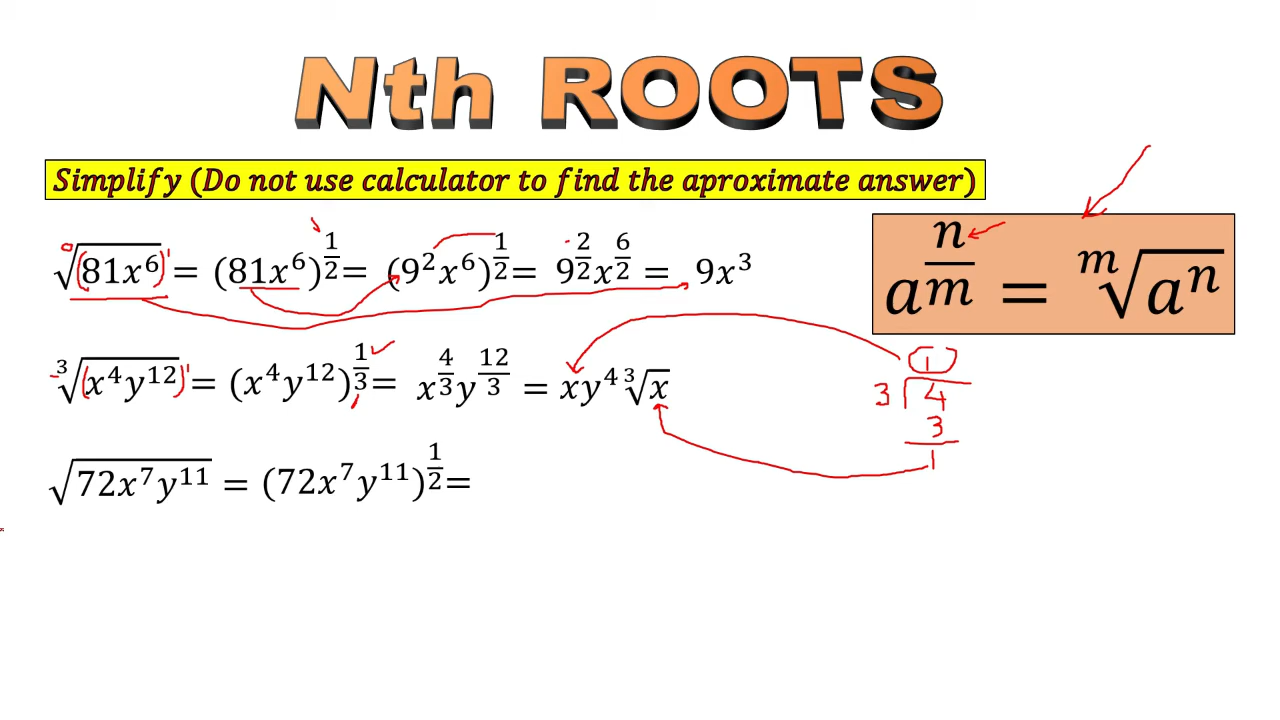 Nth ROOTS
Simplify (Do not use calculator to find the aproximate answer)
√(81x⁶) = (81x⁶)^(1/2) = (9²x⁶)^(1/2) = 9^(2/2)x^(6/2) = 9x³
a^(n/m) = ᵐ√(aⁿ)
³√(x⁴y¹²) = (x⁴y¹²)^(1/3) = x^(4/3)y^(12/3) = xy⁴ ³√x
1
3 4
3
1
√(72x⁷y¹¹) = (72x⁷y¹¹)^(1/2) =